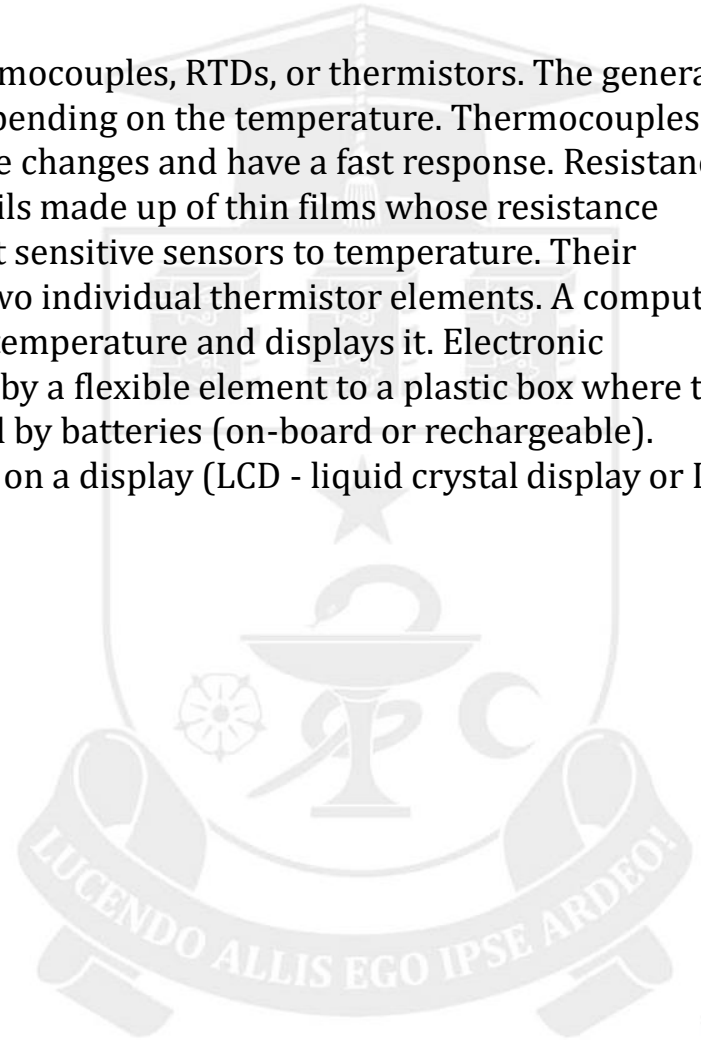 mocouples, RTDs, or thermistors. The genera
pending on the temperature. Thermocouples
e changes and have a fast response. Resistan
ils made up of thin films whose resistance
t sensitive sensors to temperature. Their
wo individual thermistor elements. A comput
temperature and displays it. Electronic
by a flexible element to a plastic box where t
l by batteries (on-board or rechargeable).
on a display (LCD - liquid crystal display or
LUCENDO ALLIS EGO IPSE ARDEO!